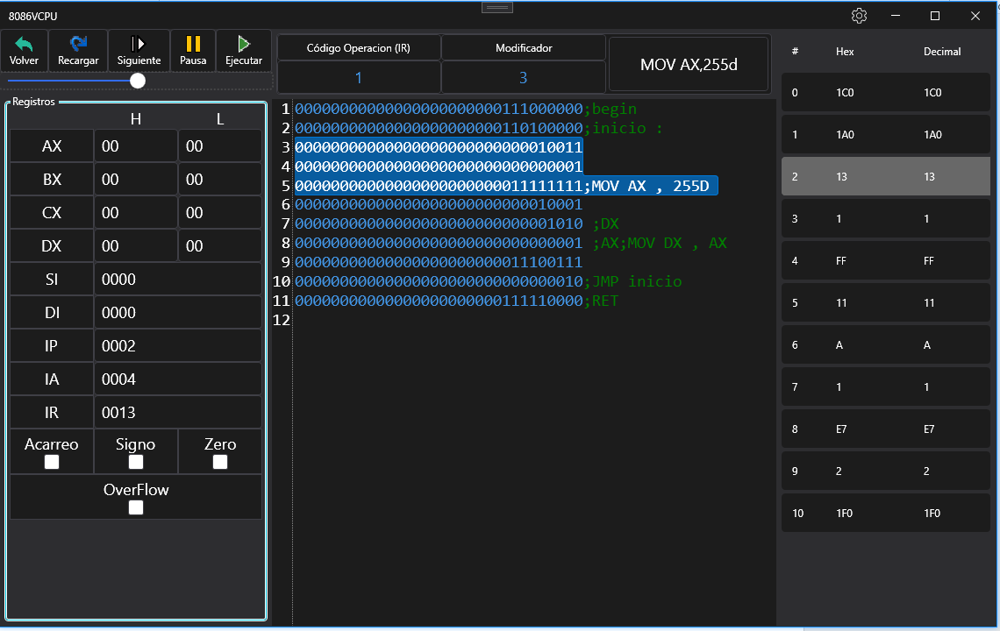 8086VCPU
Volver
Recargar
Siguiente
Pausa
Ejecutar
Registros
H L
AX 00 00
BX 00 00
CX 00 00
DX 00 00
SI 0000
DI 0000
IP 0002
IA 0004
IR 0013
Acarreo Signo Zero
OverFlow
Código Operacion (IR) Modificador
1 3
MOV AX,255d
1 00000000000000000000000111000000;begin
2 00000000000000000000000110100000;inicio :
3 00000000000000000000000000010011
4 00000000000000000000000000000001
5 00000000000000000000000011111111;MOV AX , 255D
6 00000000000000000000000000010001
7 00000000000000000000000000001010 ;DX
8 00000000000000000000000000000001 ;AX;MOV DX , AX
9 00000000000000000000000011100111
10 00000000000000000000000000000010;JMP inicio
11 00000000000000000000000111110000;RET
12
# Hex Decimal
0 1C0 1C0
1 1A0 1A0
2 13 13
3 1 1
4 FF FF
5 11 11
6 A A
7 1 1
8 E7 E7
9 2 2
10 1F0 1F0